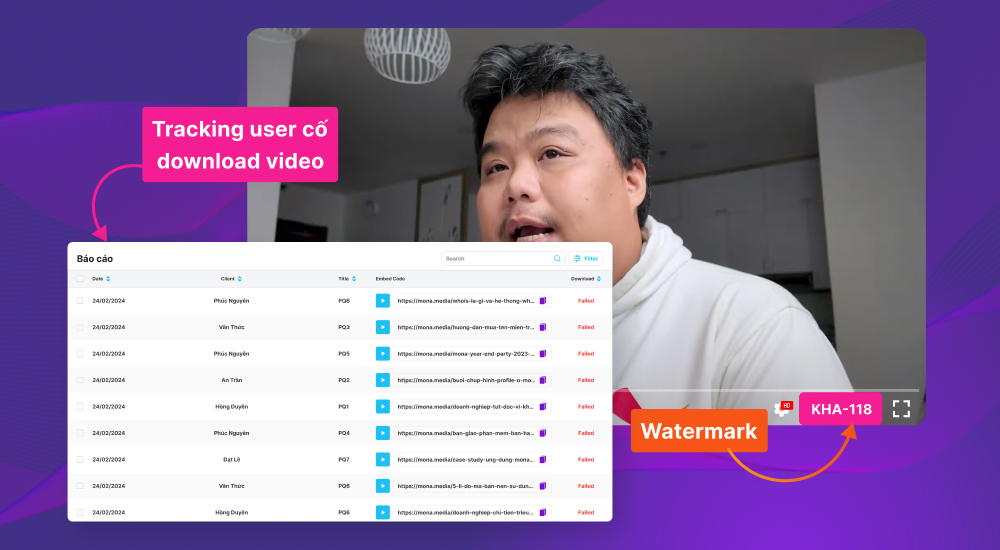 Tracking user cố
download video
Báo cáo
Search
Filter
Date Client Title Embed Code Download
24/02/2024 Phúc Nguyên PQ6 https://mona.media/whois-la-gi-va-he-thong-wh... Failed
24/02/2024 Văn Thức PQ3 https://mona.media/huong-dan-mua-ten-mien-tr... Failed
24/02/2024 Phúc Nguyên PQ5 https://mona.media/mona-year-end-party-2023-... Failed
24/02/2024 An Trần PQ2 https://mona.media/buoi-chup-hinh-profile-o-mo... Failed
24/02/2024 Hồng Duyên PQ1 https://mona.media/doanh-nghiep-tut-doc-vi-kh... Failed
24/02/2024 Phúc Nguyên PQ4 https://mona.media/ban-giao-phan-mem-ban-ha... Failed
24/02/2024 Đạt Lê PQ7 https://mona.media/case-study-ung-dung-mona... Failed
24/02/2024 Văn Thức PQ8 https://mona.media/5-li-do-ma-ban-nen-su-dun... Failed
24/02/2024 Hồng Duyên PQ6 https://mona.media/doanh-nghiep-chi-tien-trieu... Failed
HD
KHA-118
Watermark